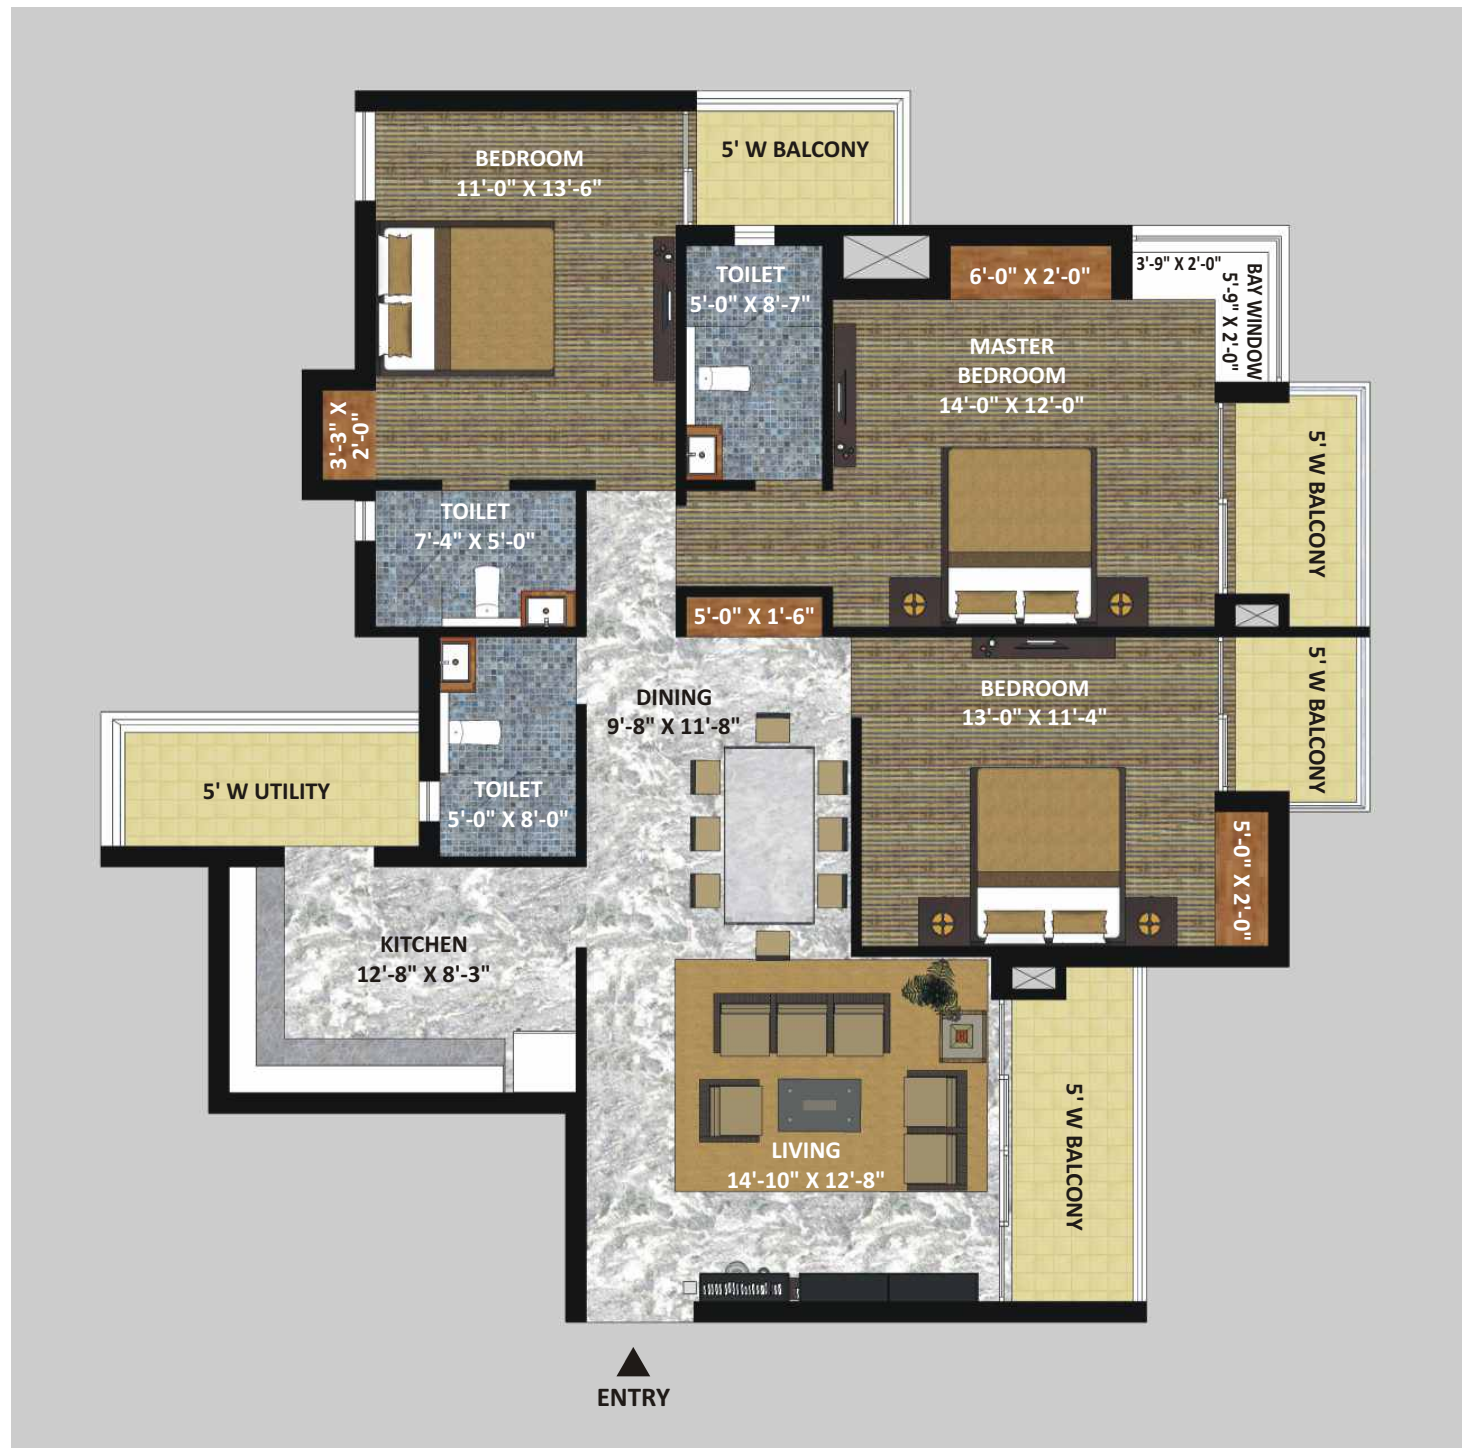 BEDROOM
11'-0" X 13'-6"
5' W BALCONY
TOILET
5'-0" X 8'-7"
6'-0" X 2'-0"
3'-9" X 2'-0"
BAY WINDOW
5'-9" X 2'-0"
MASTER
BEDROOM
14'-0" X 12'-0"
3'-3" X
2'-0"
5' W BALCONY
TOILET
7'-4" X 5'-0"
5'-0" X 1'-6"
DINING
9'-8" X 11'-8"
BEDROOM
13'-0" X 11'-4"
5' W BALCONY
5' W UTILITY
TOILET
5'-0" X 8'-0"
5'-0" X 2'-0"
KITCHEN
12'-8" X 8'-3"
LIVING
14'-10" X 12'-8"
5' W BALCONY
ENTRY